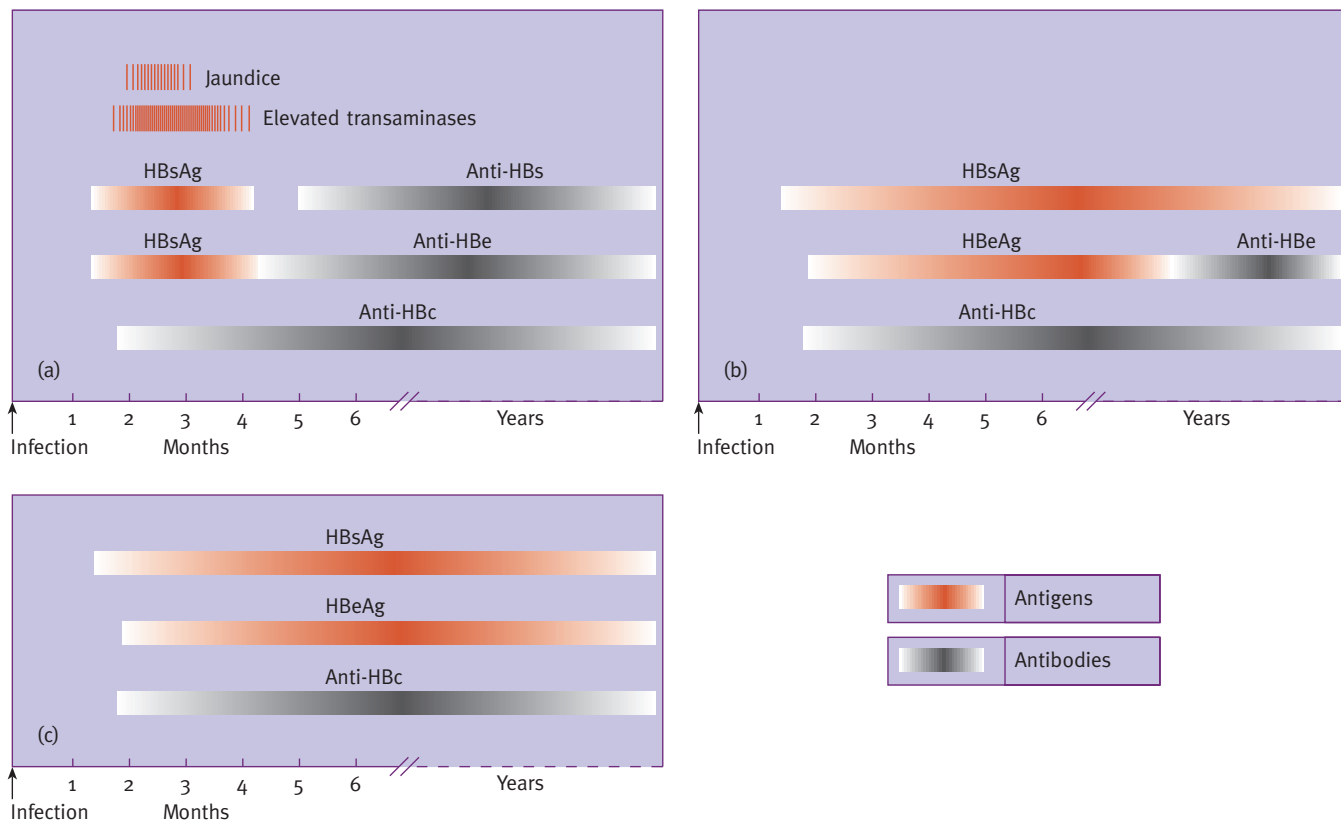 Jaundice
Elevated transaminases
HBsAg
Anti-HBs
HBsAg
Anti-HBe
Anti-HBc
(a)
1 2 3 4 5 6 Years
Infection Months
HBsAg
HBeAg
Anti-HBe
Anti-HBc
(b)
1 2 3 4 5 6 Years
Infection Months
HBsAg
HBeAg
Anti-HBc
(c)
1 2 3 4 5 6 Years
Infection Months
Antigens
Antibodies